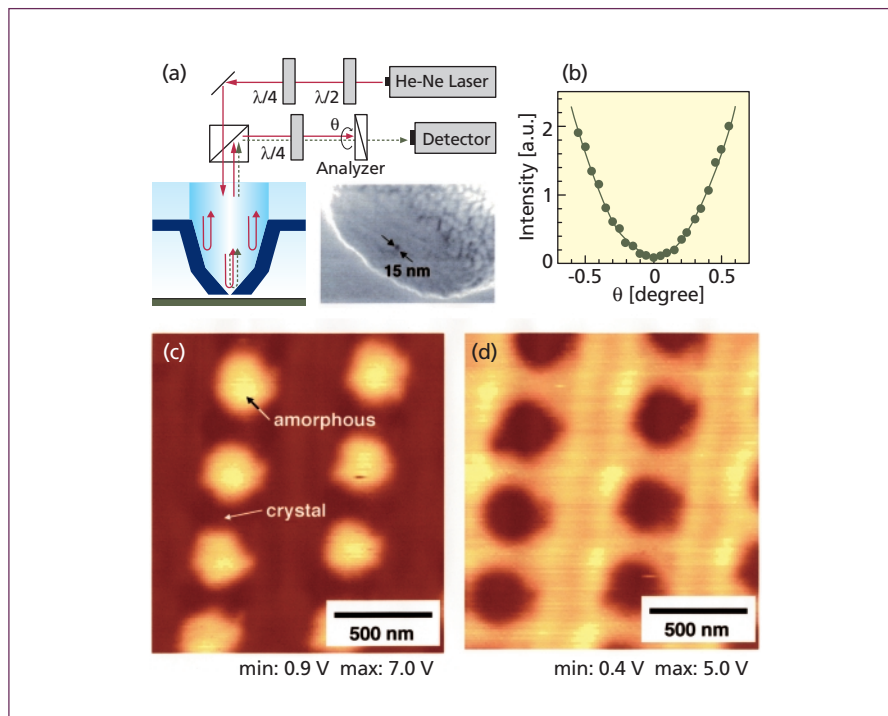 (a)
He-Ne Laser
λ/4
λ/2
θ
λ/4
Detector
Analyzer
15 nm
(b)
Intensity [a.u.]
2
1
0
-0.5
0
0.5
θ [degree]
(c)
amorphous
crystal
500 nm
min: 0.9 V max: 7.0 V
(d)
500 nm
min: 0.4 V max: 5.0 V